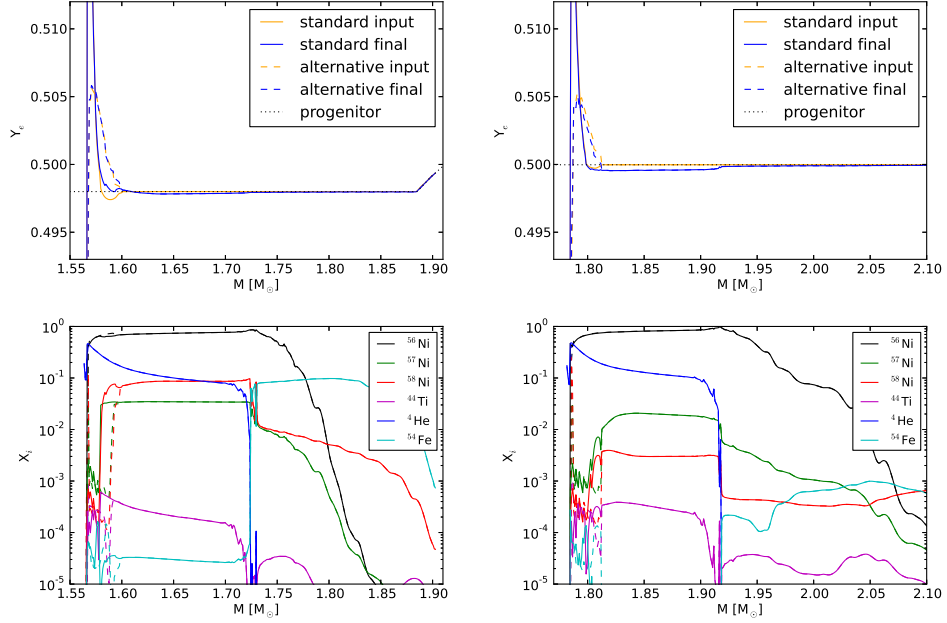 0.510
0.505
0.500
0.495
Y_e
standard input
standard final
alternative input
alternative final
progenitor
1.55 1.60 1.65 1.70 1.75 1.80 1.85 1.90
M [M_⊙]
0.510
0.505
0.500
0.495
Y_e
standard input
standard final
alternative input
alternative final
progenitor
1.80 1.85 1.90 1.95 2.00 2.05 2.10
M [M_⊙]
10^0
10^-1
10^-2
10^-3
10^-4
10^-5
X_i
^56Ni
^57Ni
^58Ni
^44Ti
^4He
^54Fe
1.55 1.60 1.65 1.70 1.75 1.80 1.85 1.90
M [M_⊙]
10^0
10^-1
10^-2
10^-3
10^-4
10^-5
X_i
^56Ni
^57Ni
^58Ni
^44Ti
^4He
^54Fe
1.80 1.85 1.90 1.95 2.00 2.05 2.10
M [M_⊙]